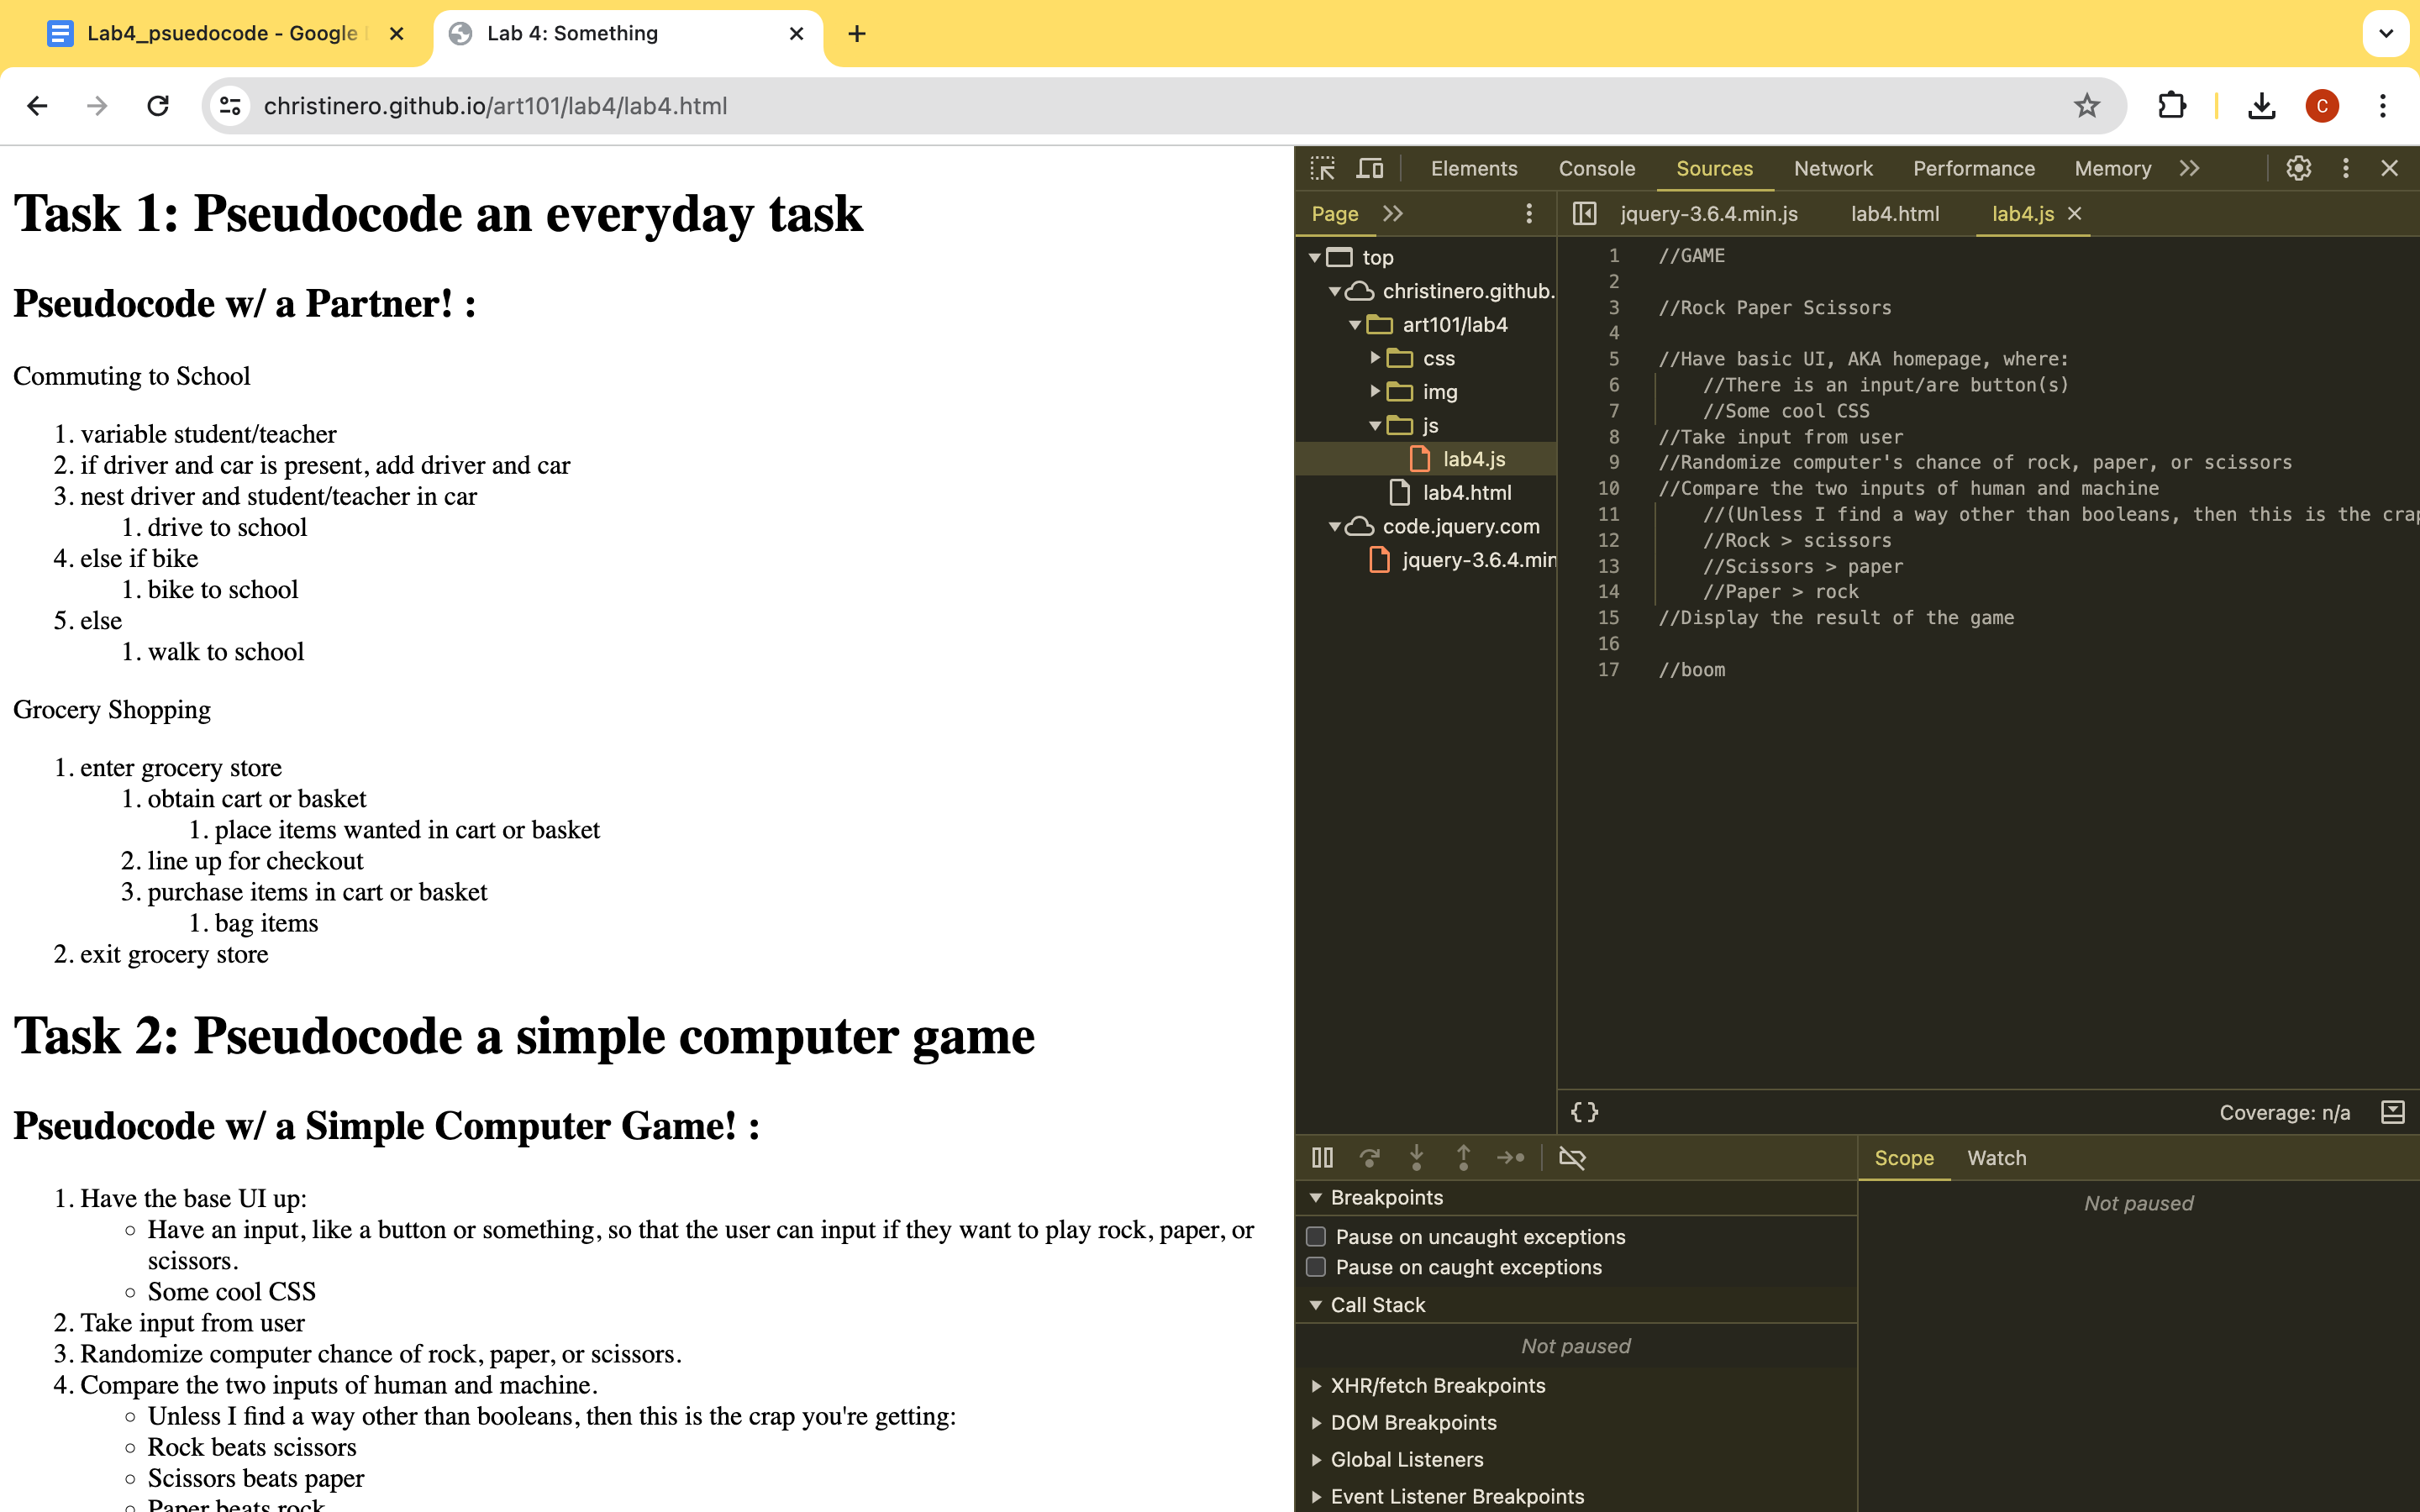 Lab4_psuedocode - Google
Lab 4: Something
christinero.github.io/art101/lab4/lab4.html
C
Task 1: Pseudocode an everyday task
Pseudocode w/ a Partner! :
Commuting to School
1. variable student/teacher
2. if driver and car is present, add driver and car
3. nest driver and student/teacher in car
1. drive to school
4. else if bike
1. bike to school
5. else
1. walk to school
Grocery Shopping
1. enter grocery store
1. obtain cart or basket
1. place items wanted in cart or basket
2. line up for checkout
3. purchase items in cart or basket
1. bag items
2. exit grocery store
Task 2: Pseudocode a simple computer game
Pseudocode w/ a Simple Computer Game! :
1. Have the base UI up:
Have an input, like a button or something, so that the user can input if they want to play rock, paper, or
scissors.
Some cool CSS
2. Take input from user
3. Randomize computer chance of rock, paper, or scissors.
4. Compare the two inputs of human and machine.
Unless I find a way other than booleans, then this is the crap you're getting:
Rock beats scissors
Scissors beats paper
Paper beats rock
Elements Console Sources Network Performance Memory
Page
top
christinero.github.
art101/lab4
css
img
js
lab4.js
lab4.html
code.jquery.com
jquery-3.6.4.min
jquery-3.6.4.min.js lab4.html lab4.js
1 //GAME
2
3 //Rock Paper Scissors
4
5 //Have basic UI, AKA homepage, where:
6 //There is an input/are button(s)
7 //Some cool CSS
8 //Take input from user
9 //Randomize computer's chance of rock, paper, or scissors
10 //Compare the two inputs of human and machine
11 //(Unless I find a way other than booleans, then this is the crap
12 //Rock > scissors
13 //Scissors > paper
14 //Paper > rock
15 //Display the result of the game
16
17 //boom
{} Coverage: n/a
Breakpoints
Pause on uncaught exceptions
Pause on caught exceptions
Call Stack
Not paused
XHR/fetch Breakpoints
DOM Breakpoints
Global Listeners
Event Listener Breakpoints
Scope Watch
Not paused